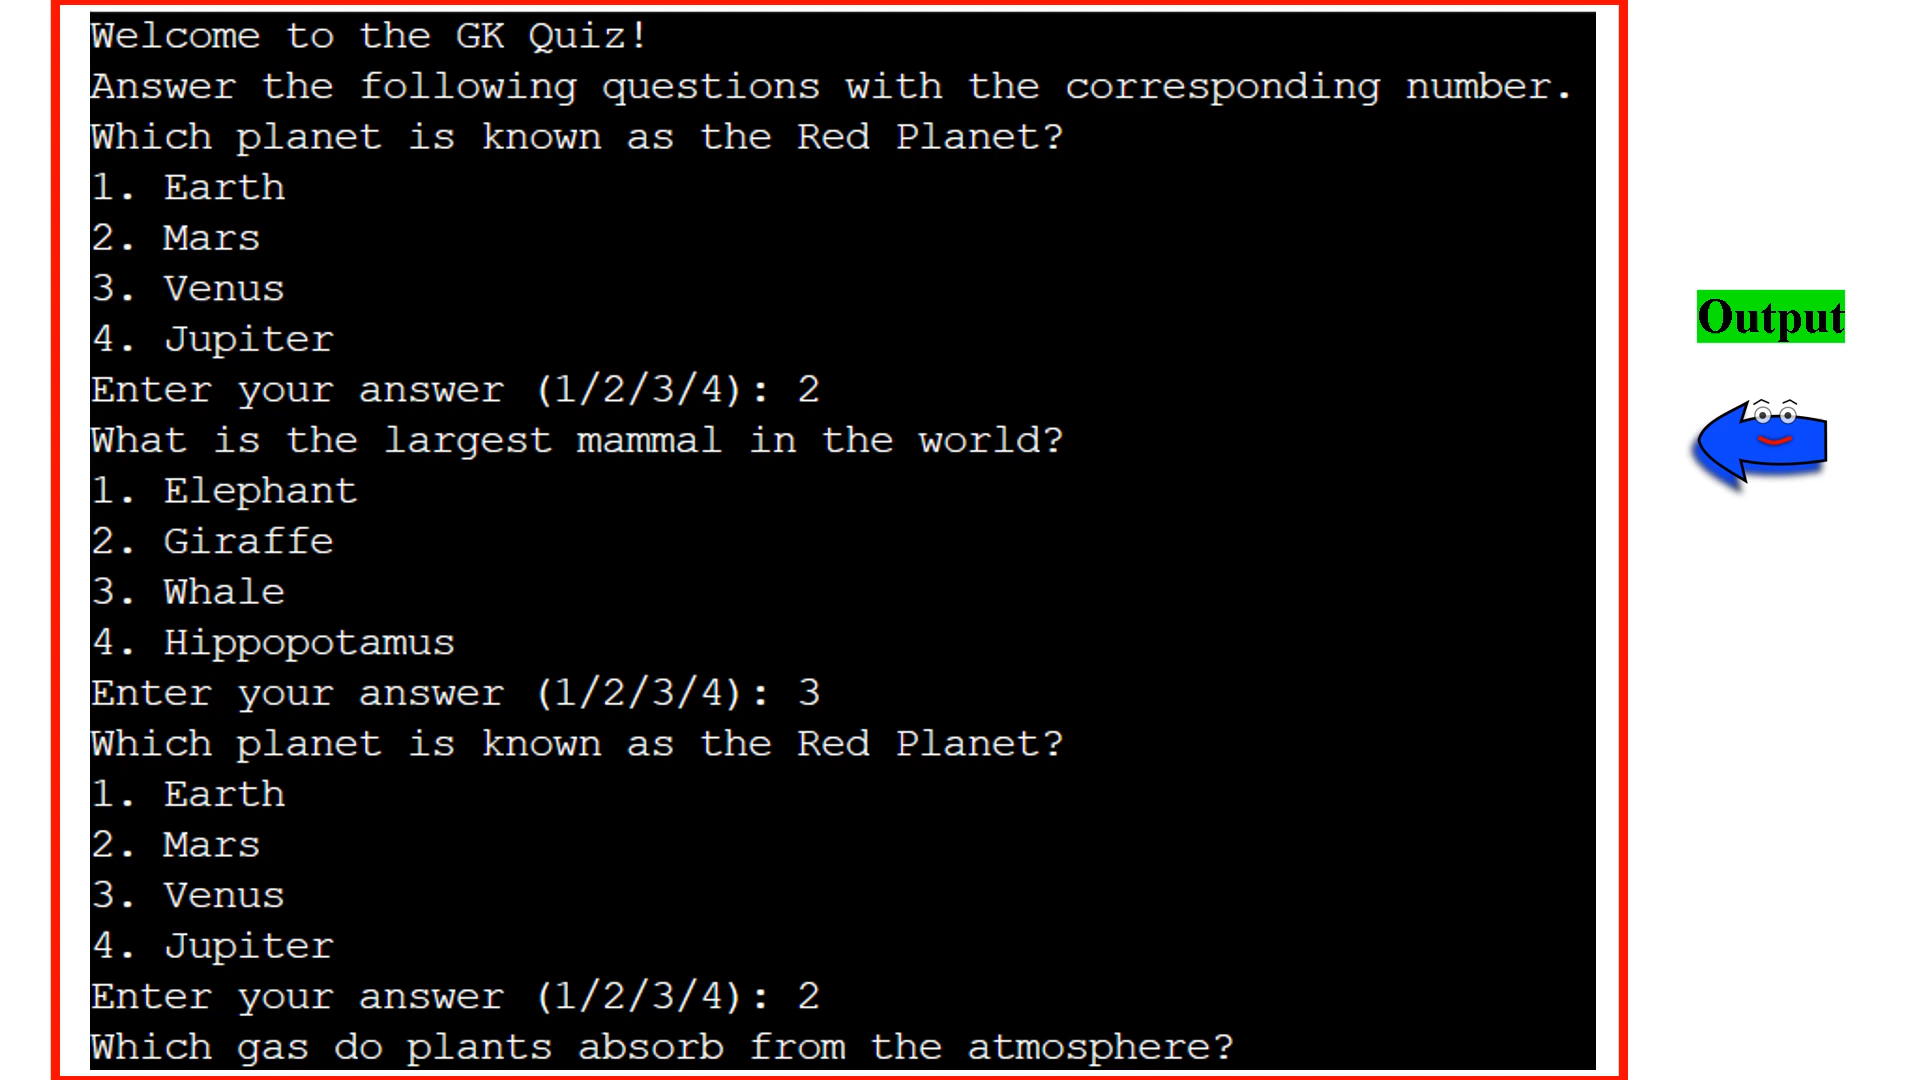 Welcome to the GK Quiz!
Answer the following questions with the corresponding number.
Which planet is known as the Red Planet?
1. Earth
2. Mars
3. Venus
4. Jupiter
Enter your answer (1/2/3/4): 2
What is the largest mammal in the world?
1. Elephant
2. Giraffe
3. Whale
4. Hippopotamus
Enter your answer (1/2/3/4): 3
Which planet is known as the Red Planet?
1. Earth
2. Mars
3. Venus
4. Jupiter
Enter your answer (1/2/3/4): 2
Which gas do plants absorb from the atmosphere?
Output